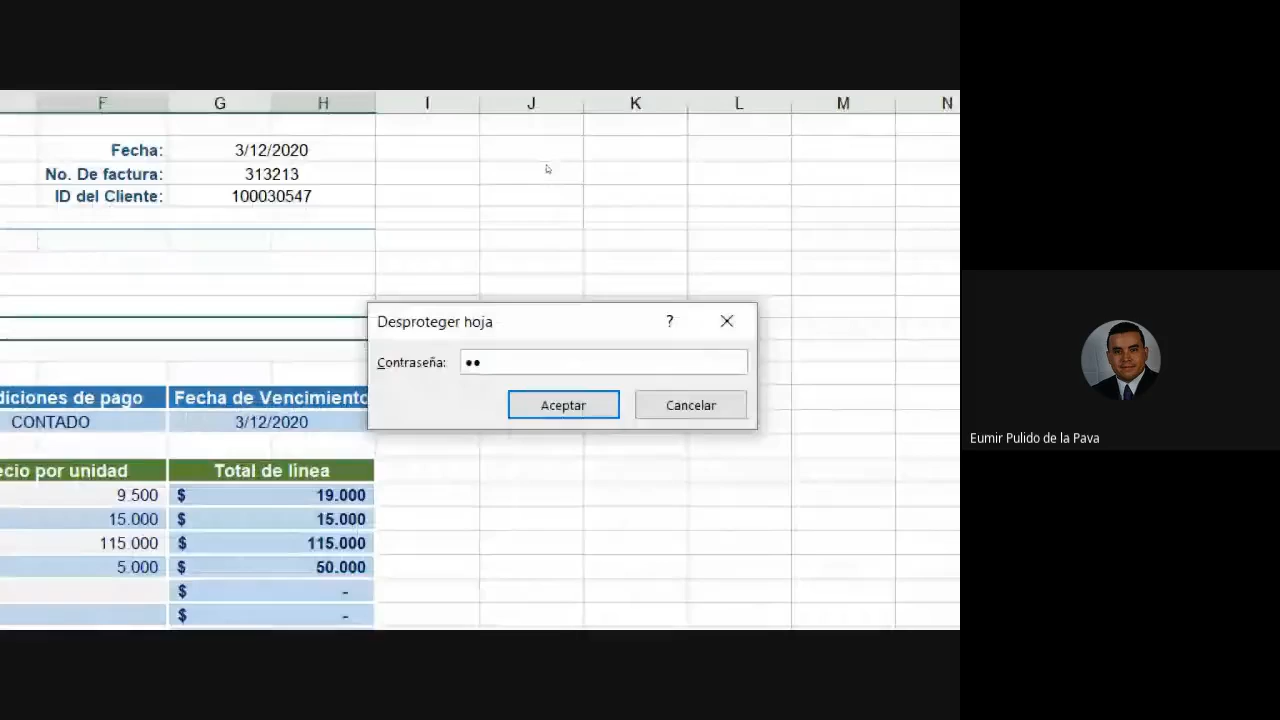 F G H I J K L M N
Fecha: 3/12/2020
No. De factura: 313213
ID del Cliente: 100030547
Desproteger hoja ?
Contraseña: ●●
Aceptar Cancelar
diciones de pago Fecha de Vencimiento
CONTADO 3/12/2020
ecio por unidad Total de línea
9.500 $ 19.000
15.000 $ 15.000
115.000 $ 115.000
5.000 $ 50.000
$ -
$ -
Eumir Pulido de la Pava